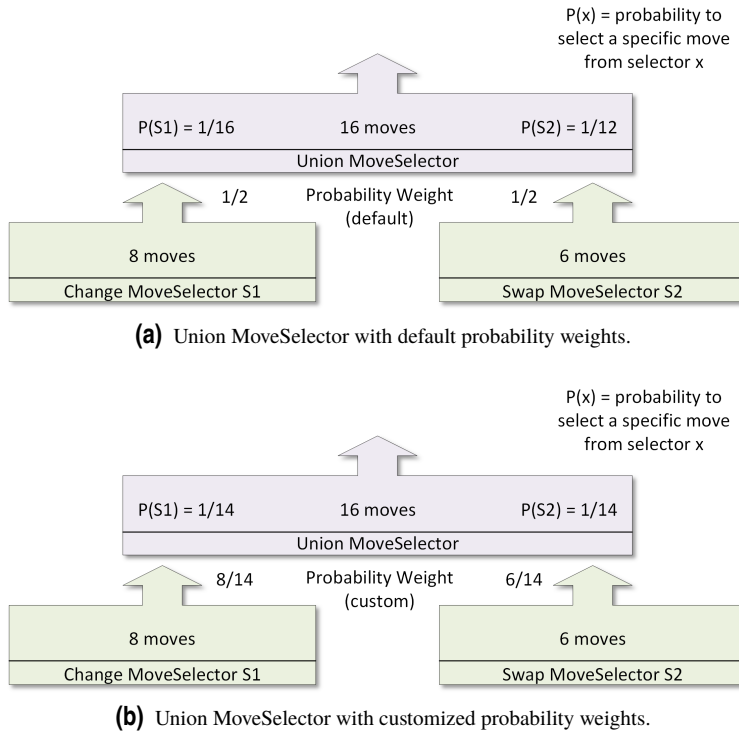 P(x) = probability to
select a specific move
from selector x
P(S1) = 1/16 16 moves P(S2) = 1/12
Union MoveSelector
1/2 Probability Weight 1/2
(default)
8 moves 6 moves
Change MoveSelector S1 Swap MoveSelector S2
(a) Union MoveSelector with default probability weights.
P(x) = probability to
select a specific move
from selector x
P(S1) = 1/14 16 moves P(S2) = 1/14
Union MoveSelector
8/14 Probability Weight 6/14
(custom)
8 moves 6 moves
Change MoveSelector S1 Swap MoveSelector S2
(b) Union MoveSelector with customized probability weights.